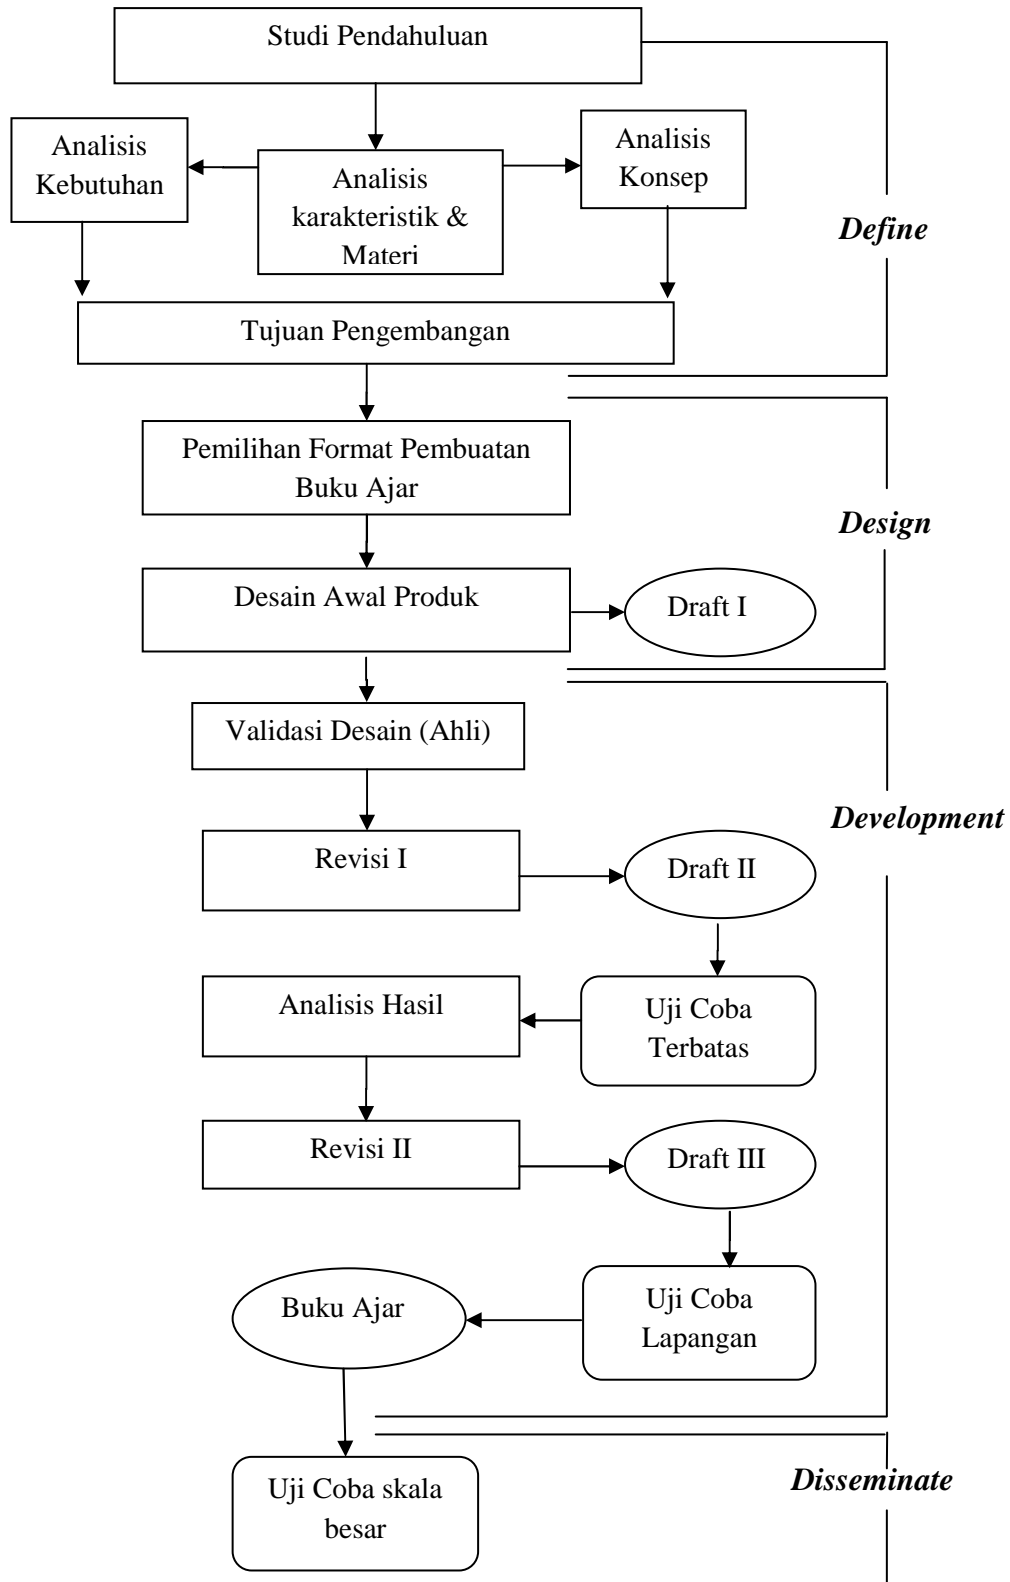 Studi Pendahuluan
Analisis
Kebutuhan
Analisis
karakteristik &
Materi
Analisis
Konsep
Define
Tujuan Pengembangan
Pemilihan Format Pembuatan
Buku Ajar
Design
Desain Awal Produk
Draft I
Validasi Desain (Ahli)
Development
Revisi I
Draft II
Analisis Hasil
Uji Coba
Terbatas
Revisi II
Draft III
Buku Ajar
Uji Coba
Lapangan
Uji Coba skala
besar
Disseminate